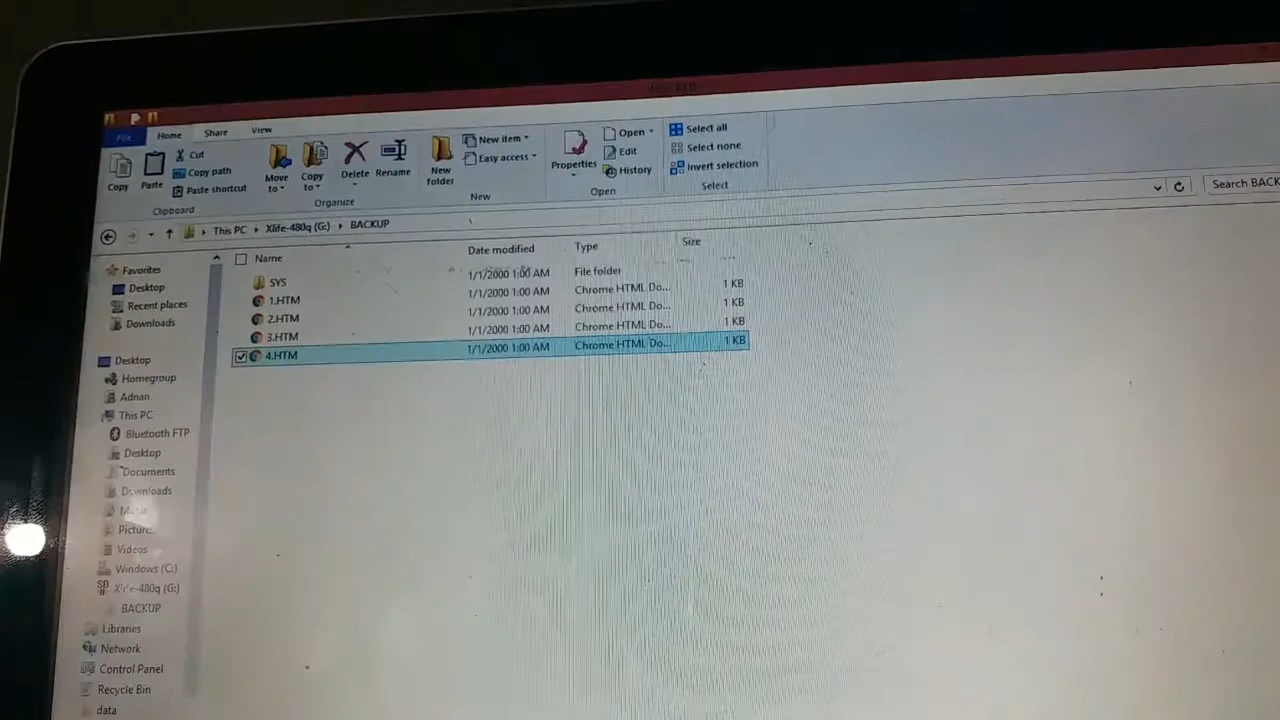 File Home Share View
Copy
Paste
Cut
Copy path
Paste shortcut
Clipboard
Move to
Copy to
Delete
Rename
Organize
New folder
New item
Easy access
New
Properties
Open
Edit
History
Open
Select all
Select none
Invert selection
Select
This PC Xlife-480q (G:) BACKUP
Search BACK
Name Date modified Type Size
SYS 1/1/2000 1:00 AM File folder
1.HTM 1/1/2000 1:00 AM Chrome HTML Do... 1 KB
2.HTM 1/1/2000 1:00 AM Chrome HTML Do... 1 KB
3.HTM 1/1/2000 1:00 AM Chrome HTML Do... 1 KB
4.HTM 1/1/2000 1:00 AM Chrome HTML Do... 1 KB
Favorites
Desktop
Recent places
Downloads
Desktop
Homegroup
Adnan
This PC
Bluetooth FTP
Desktop
Documents
Downloads
Videos
Windows (C:)
Xlife-480q (G:)
BACKUP
Libraries
Network
Control Panel
Recycle Bin
data